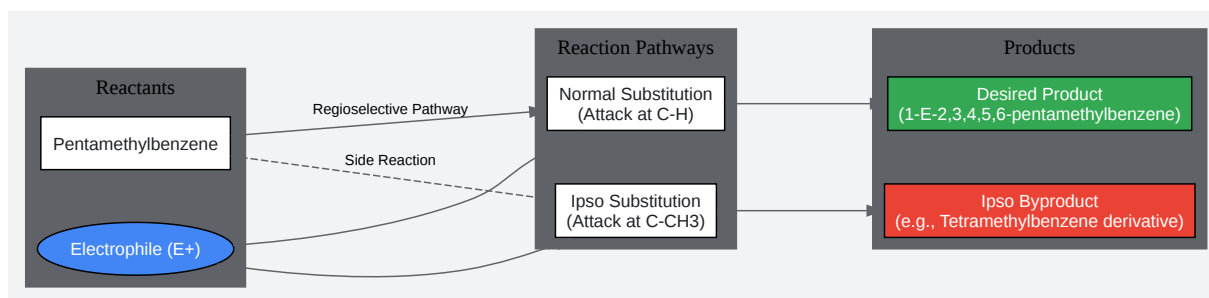 Reactants
Pentamethylbenzene
Electrophile (E+)
Regioselective Pathway
Side Reaction
Reaction Pathways
Normal Substitution
(Attack at C-H)
Ipso Substitution
(Attack at C-CH3)
Products
Desired Product
(1-E-2,3,4,5,6-pentamethylbenzene)
Ipso Byproduct
(e.g., Tetramethylbenzene derivative)